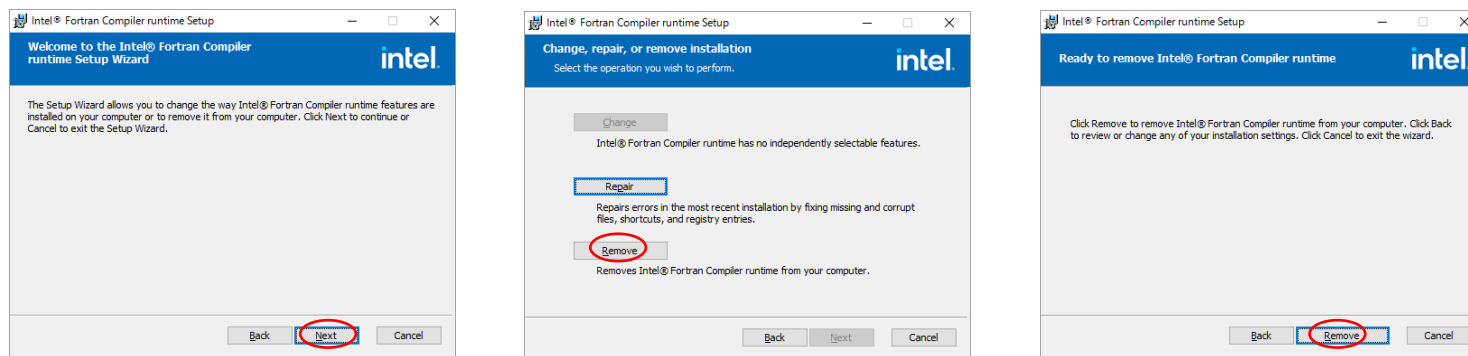 Intel® Fortran Compiler runtime Setup
Welcome to the Intel® Fortran Compiler
runtime Setup Wizard
intel.
The Setup Wizard allows you to change the way Intel® Fortran Compiler runtime features are
installed on your computer or to remove it from your computer. Click Next to continue or
Cancel to exit the Setup Wizard.
Back
Next
Cancel
Intel® Fortran Compiler runtime Setup
Change, repair, or remove installation
Select the operation you wish to perform.
intel.
Change
Intel® Fortran Compiler runtime has no independently selectable features.
Repair
Repairs errors in the most recent installation by fixing missing and corrupt
files, shortcuts, and registry entries.
Remove
Removes Intel® Fortran Compiler runtime from your computer.
Back
Next
Cancel
Intel® Fortran Compiler runtime Setup
Ready to remove Intel® Fortran Compiler runtime
intel.
Click Remove to remove Intel® Fortran Compiler runtime from your computer. Click Back
to review or change any of your installation settings. Click Cancel to exit the wizard.
Back
Remove
Cancel